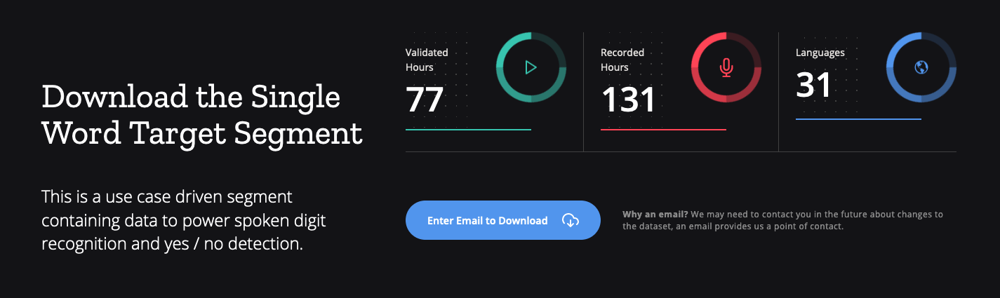 Download the Single
Word Target Segment
This is a use case driven segment
containing data to power spoken digit
recognition and yes / no detection.
Validated
Hours
77
Recorded
Hours
131
Languages
31
Enter Email to Download
Why an email? We may need to contact you in the future about changes to
the dataset, an email provides us a point of contact.